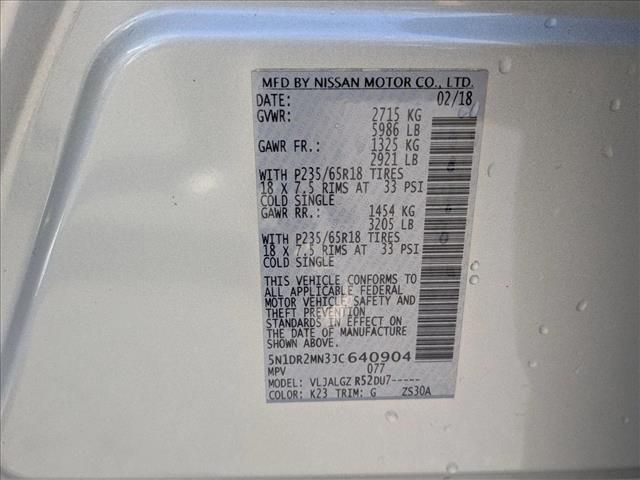 MFD BY NISSAN MOTOR CO., LTD.
DATE: 02/18
GVWR: 2715 KG
5986 LB
GAWR FR.: 1325 KG
2921 LB
WITH P235/65R18 TIRES
18 X 7.5 RIMS AT 33 PSI
COLD SINGLE
GAWR RR.: 1454 KG
3205 LB
WITH P235/65R18 TIRES
18 X 7.5 RIMS AT 33 PSI
COLD SINGLE
THIS VEHICLE CONFORMS TO
ALL APPLICABLE FEDERAL
MOTOR VEHICLE SAFETY AND
THEFT PREVENTION
STANDARDS IN EFFECT ON
THE DATE OF MANUFACTURE
SHOWN ABOVE.
5N1DR2MN3JC640904
MPV 077
MODEL: VLJALGZ R52DU7-----
COLOR: K23 TRIM: G ZS30A